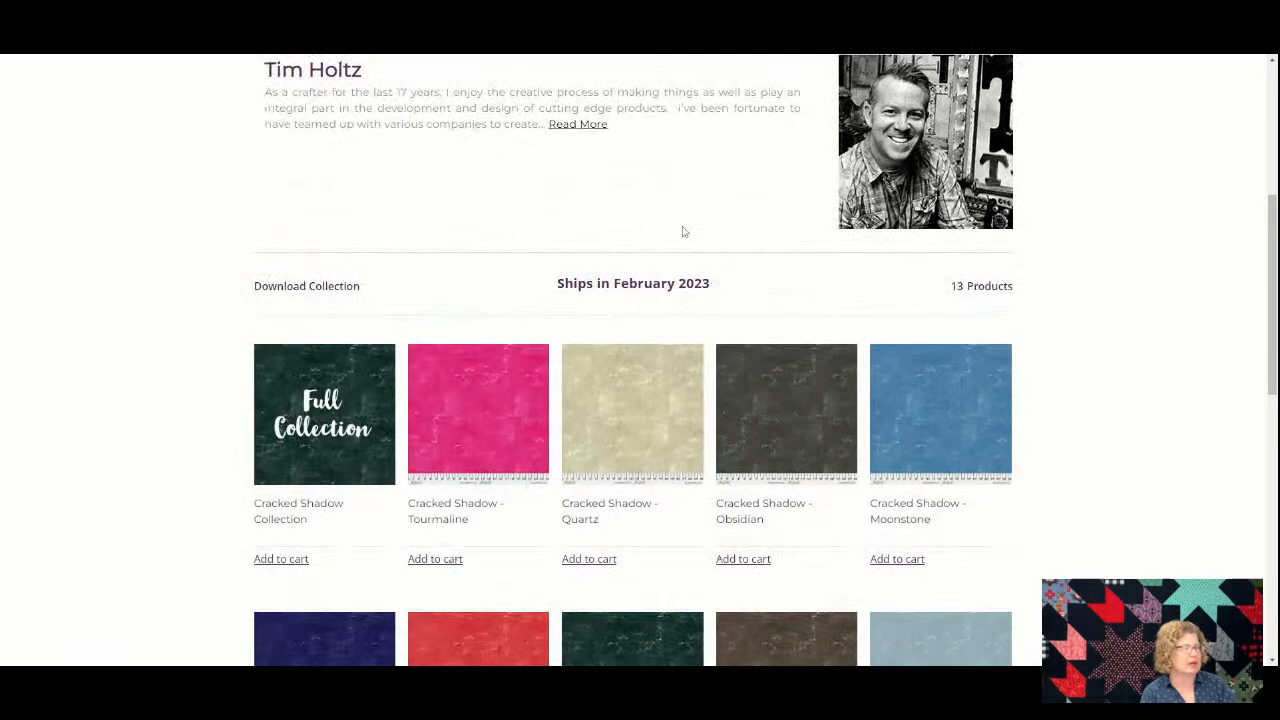 Tim Holtz
As a crafter for the last 17 years, I enjoy the creative process of making things as well as play an
integral part in the development and design of cutting edge products. I've been fortunate to
have teamed up with various companies to create... Read More
Download Collection
Ships in February 2023
13 Products
Full
Collection
Cracked Shadow
Collection
Cracked Shadow -
Tourmaline
Cracked Shadow -
Quartz
Cracked Shadow -
Obsidian
Cracked Shadow -
Moonstone
Add to cart
Add to cart
Add to cart
Add to cart
Add to cart